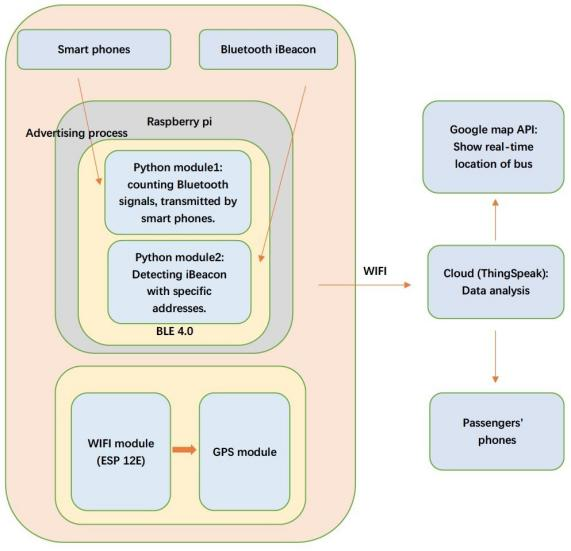 Smart phones
Bluetooth iBeacon
Raspberry pi
Advertising process
Python module1:
counting Bluetooth
signals, transmitted by
smart phones.
Python module2:
Detecting iBeacon
with specific
addresses.
BLE 4.0
WIFI module
(ESP 12E)
GPS module
WIFI
Google map API:
Show real-time
location of bus
Cloud (ThingSpeak):
Data analysis
Passengers'
phones